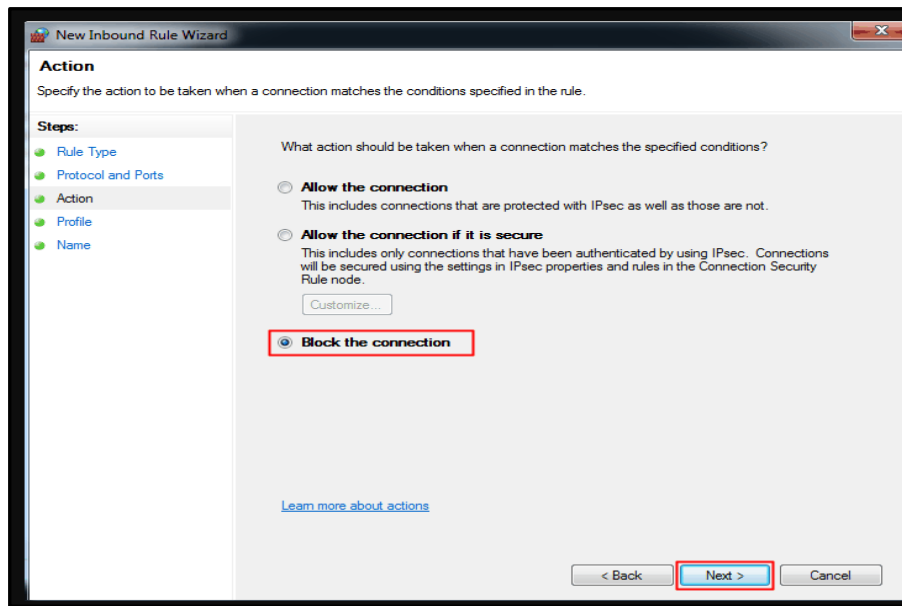 New Inbound Rule Wizard
Action
Specify the action to be taken when a connection matches the conditions specified in the rule.
Steps:
Rule Type
Protocol and Ports
Action
Profile
Name
What action should be taken when a connection matches the specified conditions?
Allow the connection
This includes connections that are protected with IPsec as well as those are not.
Allow the connection if it is secure
This includes only connections that have been authenticated by using IPsec. Connections
will be secured using the settings in IPsec properties and rules in the Connection Security
Rule node.
Customize...
Block the connection
Learn more about actions
< Back
Next >
Cancel